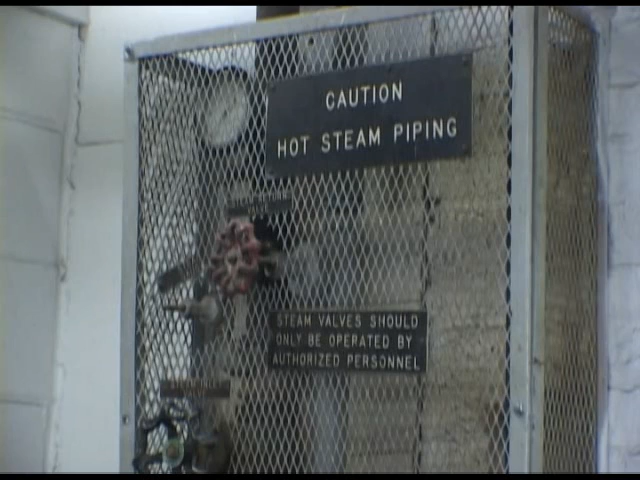 CAUTION
HOT STEAM PIPING
STEAM VALVES SHOULD
ONLY BE OPERATED BY
AUTHORIZED PERSONNEL